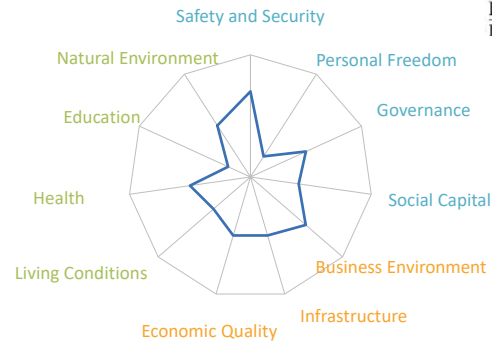 Safety and Security
Natural Environment
Personal Freedom
Education
Governance
Health
Social Capital
Living Conditions
Business Environment
Economic Quality
Infrastructure